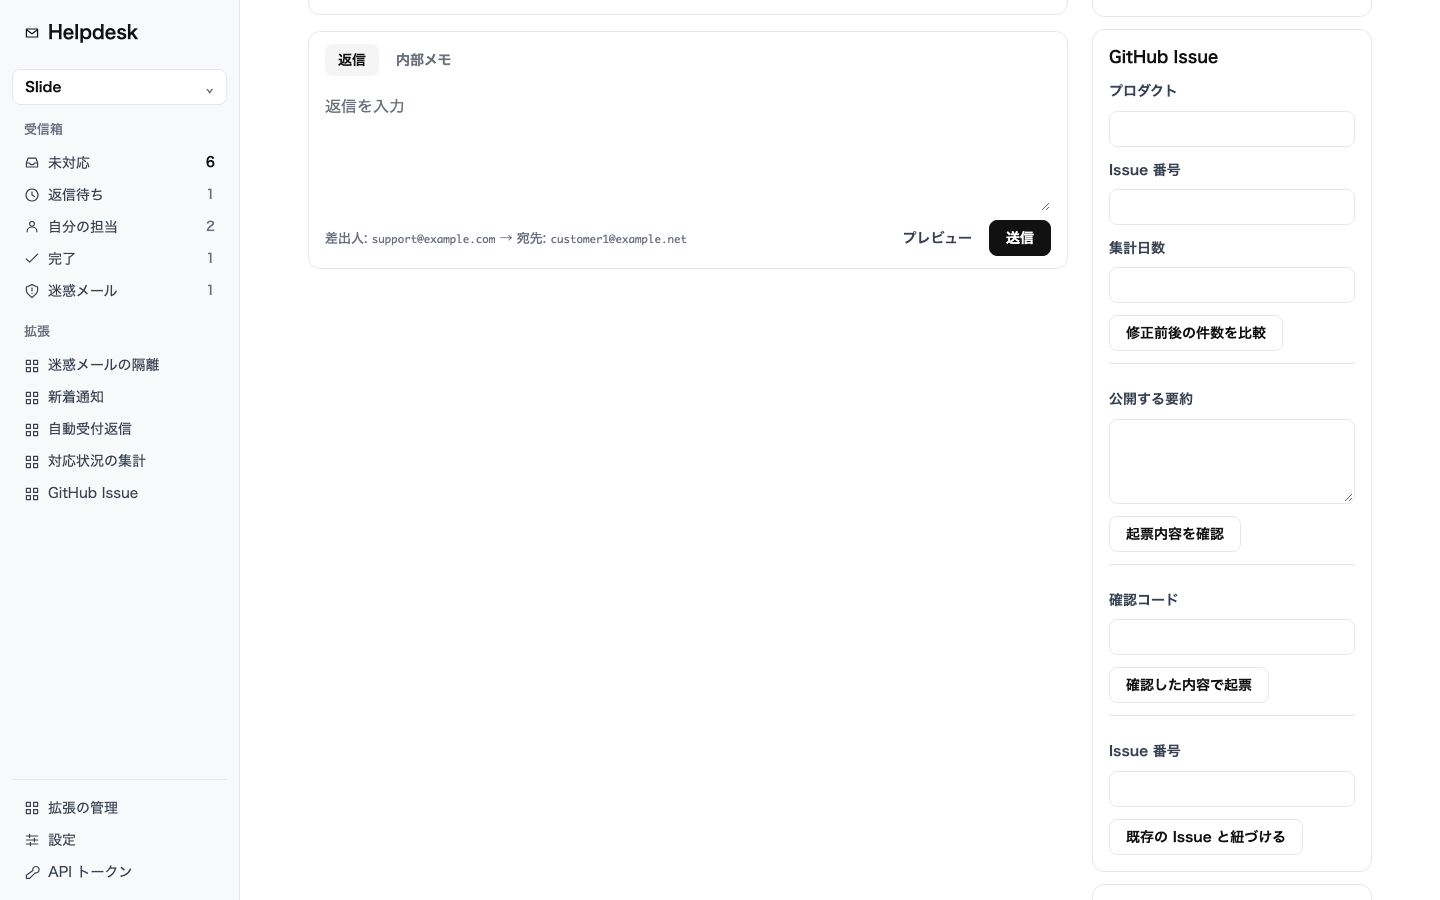 Helpdesk
Slide
受信箱
未対応 6
返信待ち 1
自分の担当 2
完了 1
迷惑メール 1
拡張
迷惑メールの隔離
新着通知
自動受付返信
対応状況の集計
GitHub Issue
拡張の管理
設定
API トークン
返信 内部メモ
返信を入力
差出人: support@example.com → 宛先: customer1@example.net
プレビュー 送信
GitHub Issue
プロダクト
Issue 番号
集計日数
修正前後の件数を比較
公開する要約
起票内容を確認
確認コード
確認した内容で起票
Issue 番号
既存の Issue と紐づける